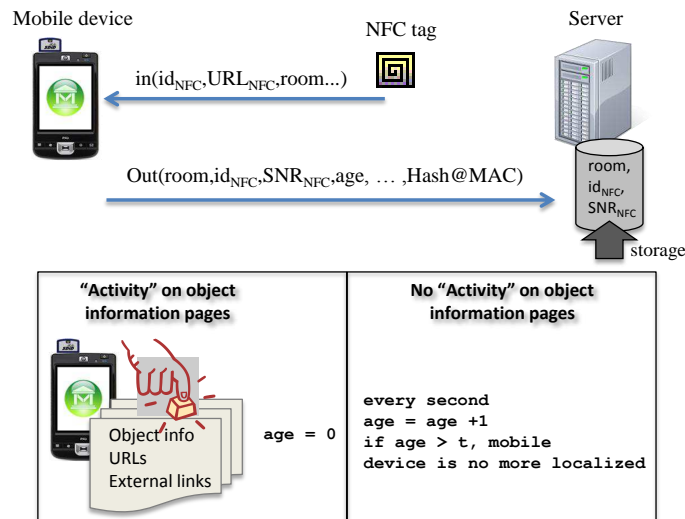 Mobile device
NFC tag
Server
in(idNFC,URLNFC,room...)
Out(room,idNFC,SNRNFC,age, … ,Hash@MAC)
room,
idNFC,
SNRNFC
storage
“Activity” on object
information pages
Object info
URLs
External links
age = 0
No “Activity” on object
information pages
every second
age = age +1
if age > t, mobile
device is no more localized